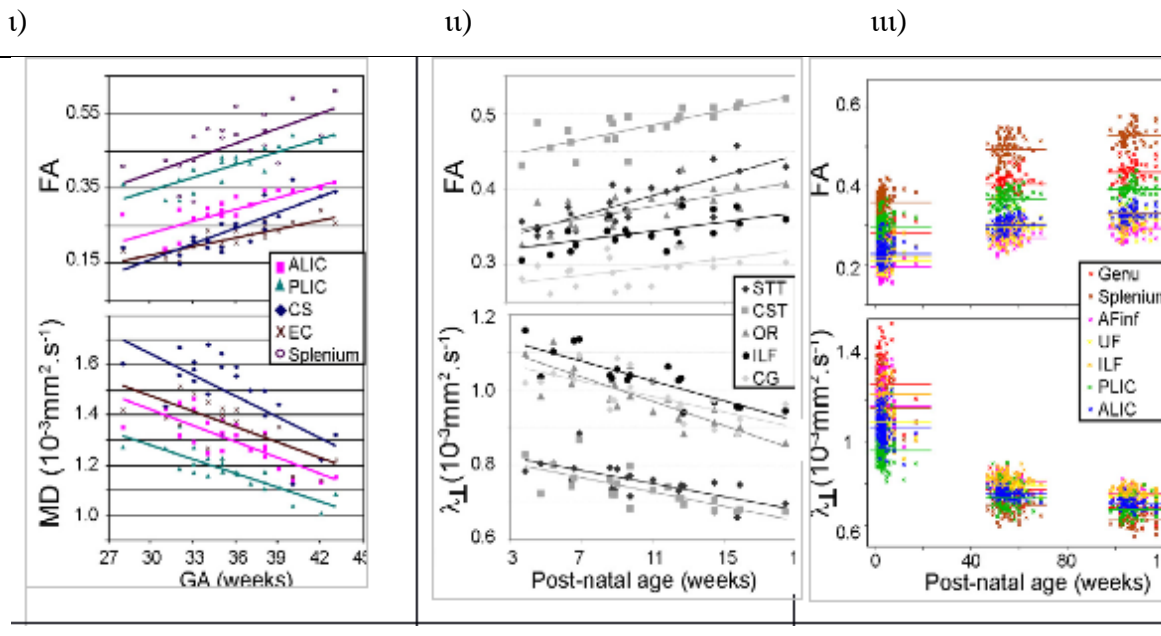 ι) ιι) ιιι)
FA
0.55
0.35
0.15
ALIC
PLIC
CS
EC
Splenium
MD (10⁻³mm².s⁻¹)
1.6
1.4
1.2
1.0
27 30 33 36 39 42 45
GA (weeks)
FA
0.5
0.4
0.3
STT
CST
OR
ILF
CG
λ⊥(10⁻³mm².s⁻¹)
1.2
1.0
0.8
0.6
3 7 11 15 1
Post-natal age (weeks)
FA
0.6
0.4
0.2
Genu
Splenium
AFinf
UF
ILF
PLIC
ALIC
λ⊥(10⁻³mm².s⁻¹)
1.4
1
0.6
0 40 80 1
Post-natal age (weeks)